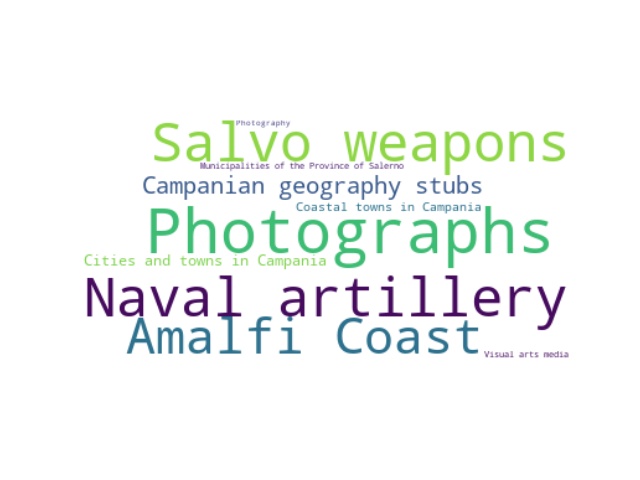 Photography
Salvo weapons
Municipalities of the Province of Salerno
Campanian geography stubs
Coastal towns in Campania
Photographs
Cities and towns in Campania
Naval artillery
Amalfi Coast
Visual arts media